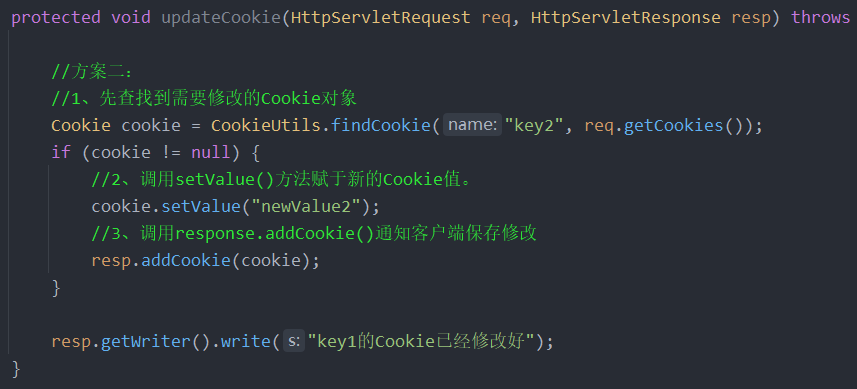 protected void updateCookie(HttpServletRequest req, HttpServletResponse resp) throws
//方案二：
//1、先查找到需要修改的Cookie对象
Cookie cookie = CookieUtils.findCookie( name: "key2", req.getCookies());
if (cookie != null) {
//2、调用setValue()方法赋于新的Cookie值。
cookie.setValue("newValue2");
//3、调用response.addCookie()通知客户端保存修改
resp.addCookie(cookie);
}
resp.getWriter().write( s: "key1的Cookie已经修改好");
}